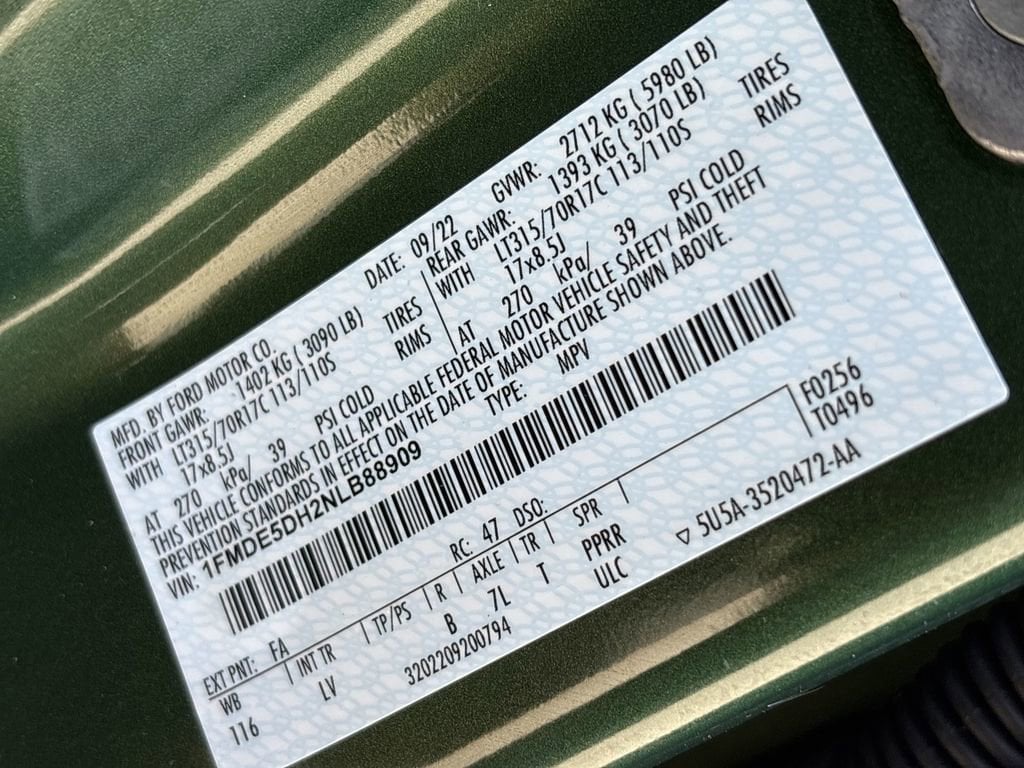 MFD. BY FORD MOTOR CO. DATE: 09/22 GVWR: 2712 KG ( 5980 LB)
FRONT GAWR: 1402 KG ( 3090 LB) REAR GAWR: 1393 KG ( 3070 LB)
WITH LT315/70R17C 113/110S TIRES WITH LT315/70R17C 113/110S TIRES
17x8.5J RIMS 17x8.5J RIMS
AT 270 kPa/ 39 PSI COLD AT 270 kPa/ 39 PSI COLD
THIS VEHICLE CONFORMS TO ALL APPLICABLE FEDERAL MOTOR VEHICLE SAFETY AND THEFT
PREVENTION STANDARDS IN EFFECT ON THE DATE OF MANUFACTURE SHOWN ABOVE.
VIN: 1FMDE5DH2NLB88909 TYPE: MPV
F0256
T0496
EXT PNT: FA RC: 47 DSO:
WB INT TR TP/PS R AXLE TR SPR
116 LV B 7L T PPRR
ULC
3202209200794 ▽ 5U5A-3520472-AA